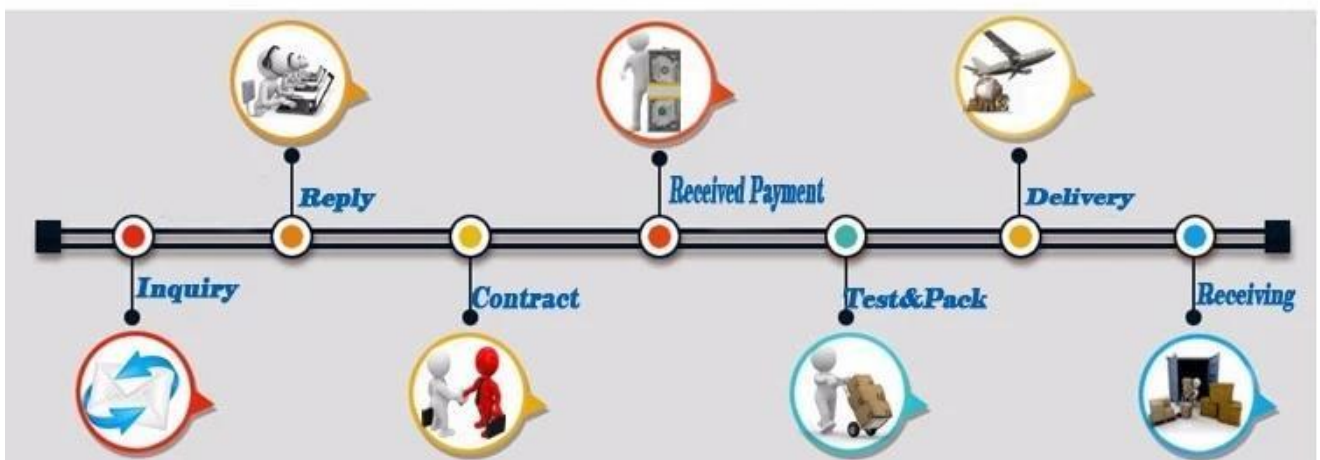 Inquiry
Reply
Contract
Received Payment
Test&Pack
Delivery
Receiving